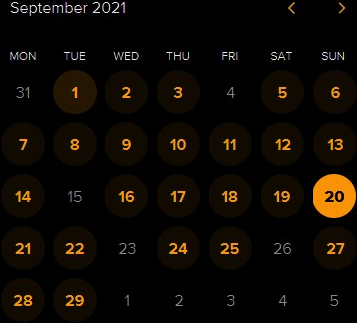 September 2021 < >
MON TUE WED THU FRI SAT SUN
31 1 2 3 4 5 6
7 8 9 10 11 12 13
14 15 16 17 18 19 20
21 22 23 24 25 26 27
28 29 1 2 3 4 5